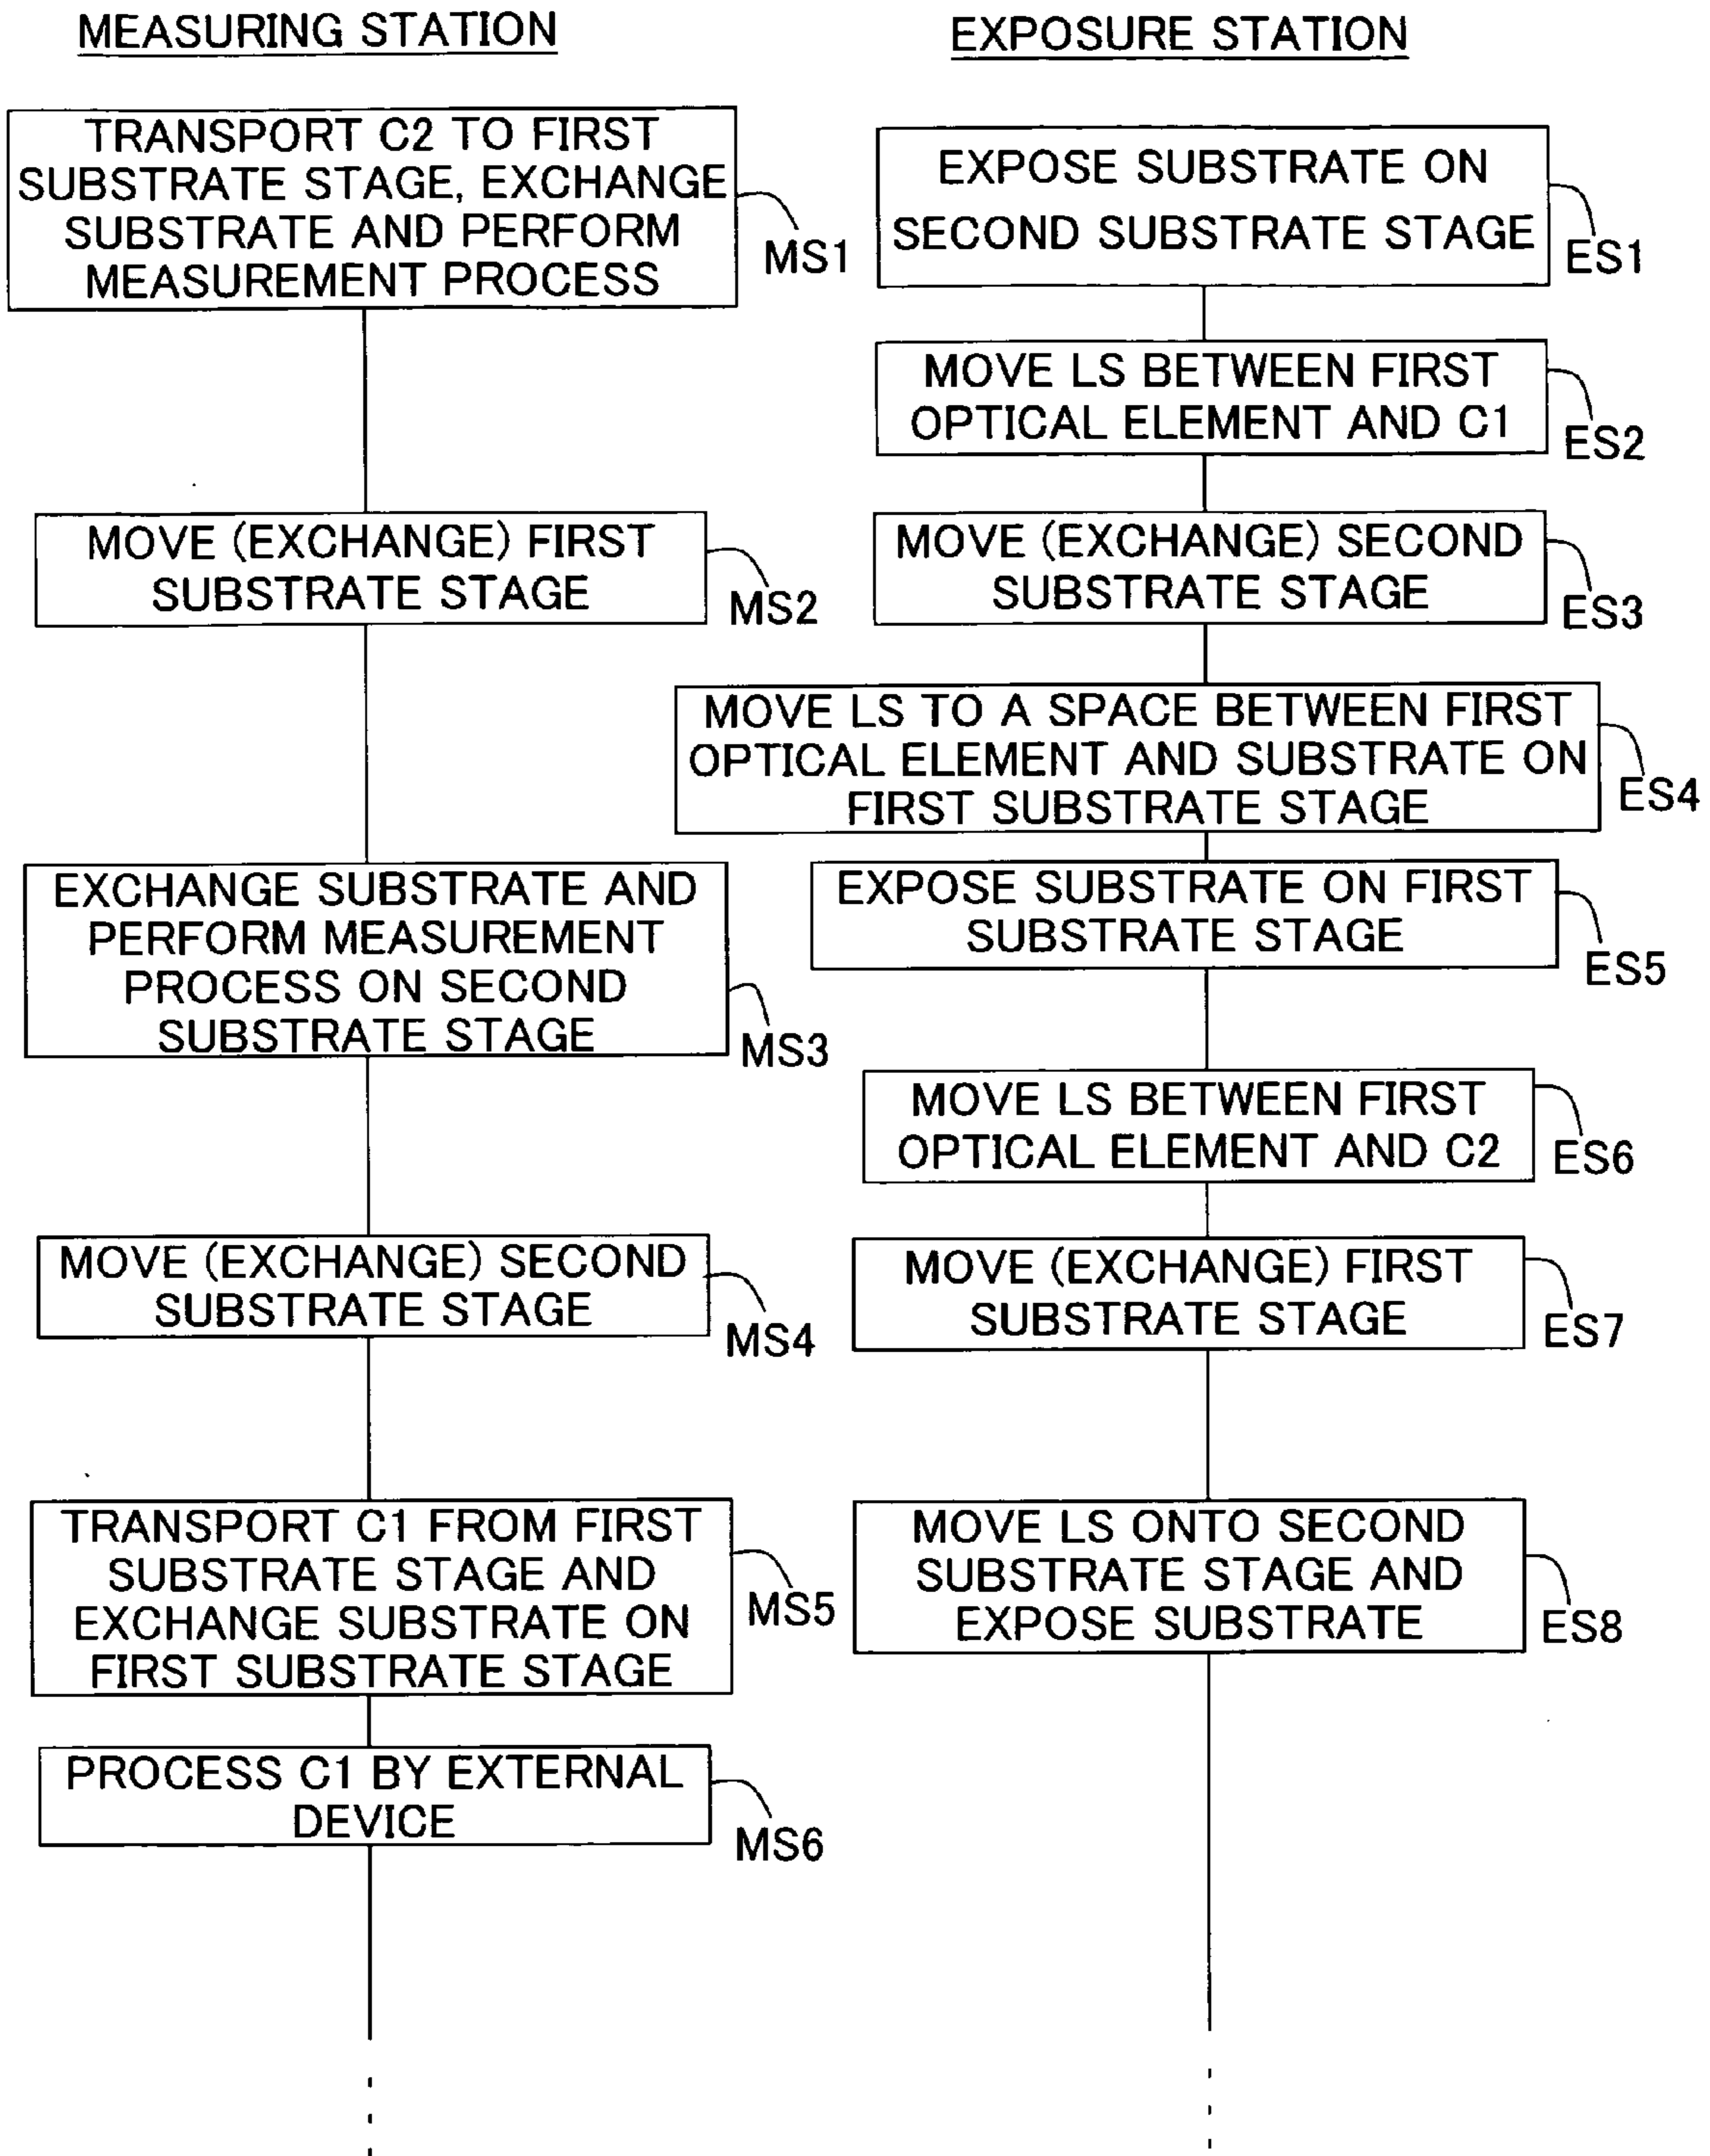 MEASURING STATION
TRANSPORT C2 TO FIRST
SUBSTRATE STAGE, EXCHANGE
SUBSTRATE AND PERFORM
MEASUREMENT PROCESS
MS1
MOVE (EXCHANGE) FIRST
SUBSTRATE STAGE
MS2
EXCHANGE SUBSTRATE AND
PERFORM MEASUREMENT
PROCESS ON SECOND
SUBSTRATE STAGE
MS3
MOVE (EXCHANGE) SECOND
SUBSTRATE STAGE
MS4
TRANSPORT C1 FROM FIRST
SUBSTRATE STAGE AND
EXCHANGE SUBSTRATE ON
FIRST SUBSTRATE STAGE
MS5
PROCESS C1 BY EXTERNAL
DEVICE
MS6
EXPOSURE STATION
EXPOSE SUBSTRATE ON
SECOND SUBSTRATE STAGE
ES1
MOVE LS BETWEEN FIRST
OPTICAL ELEMENT AND C1
ES2
MOVE (EXCHANGE) SECOND
SUBSTRATE STAGE
ES3
MOVE LS TO A SPACE BETWEEN FIRST
OPTICAL ELEMENT AND SUBSTRATE ON
FIRST SUBSTRATE STAGE
ES4
EXPOSE SUBSTRATE ON FIRST
SUBSTRATE STAGE
ES5
MOVE LS BETWEEN FIRST
OPTICAL ELEMENT AND C2
ES6
MOVE (EXCHANGE) FIRST
SUBSTRATE STAGE
ES7
MOVE LS ONTO SECOND
SUBSTRATE STAGE AND
EXPOSE SUBSTRATE
ES8